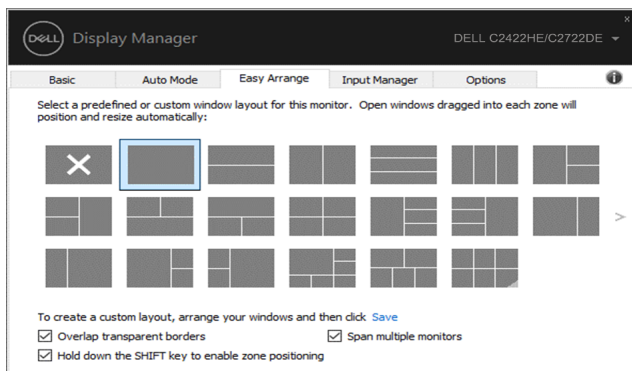 DELL Display Manager
DELL C2422HE/C2722DE
Basic Auto Mode Easy Arrange Input Manager Options
Select a predefined or custom window layout for this monitor. Open windows dragged into each zone will
position and resize automatically:
To create a custom layout, arrange your windows and then click Save
Overlap transparent borders Span multiple monitors
Hold down the SHIFT key to enable zone positioning